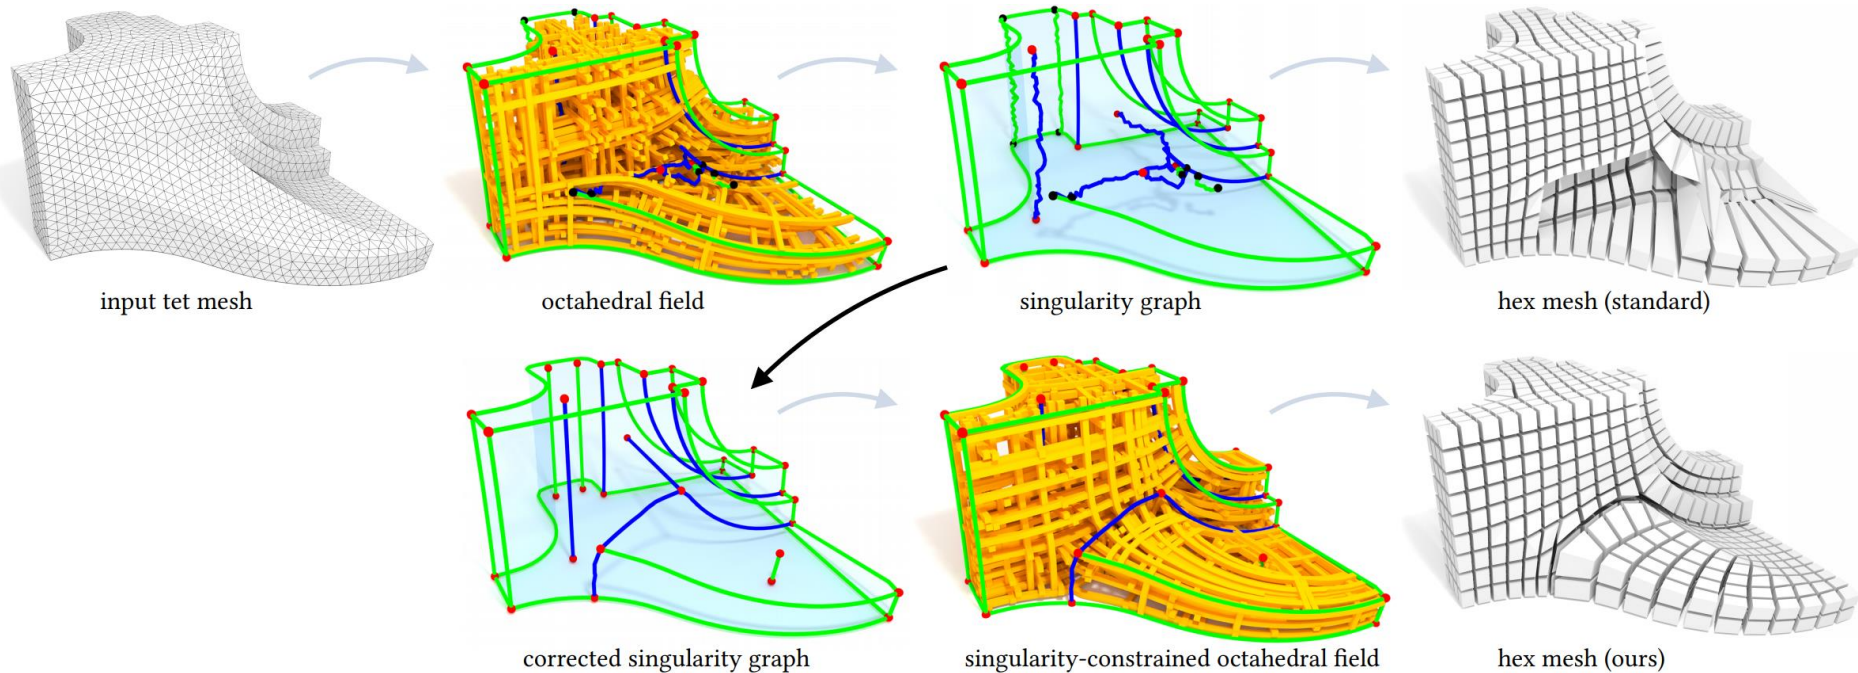 input tet mesh
octahedral field
singularity graph
hex mesh (standard)
corrected singularity graph
singularity-constrained octahedral field
hex mesh (ours)